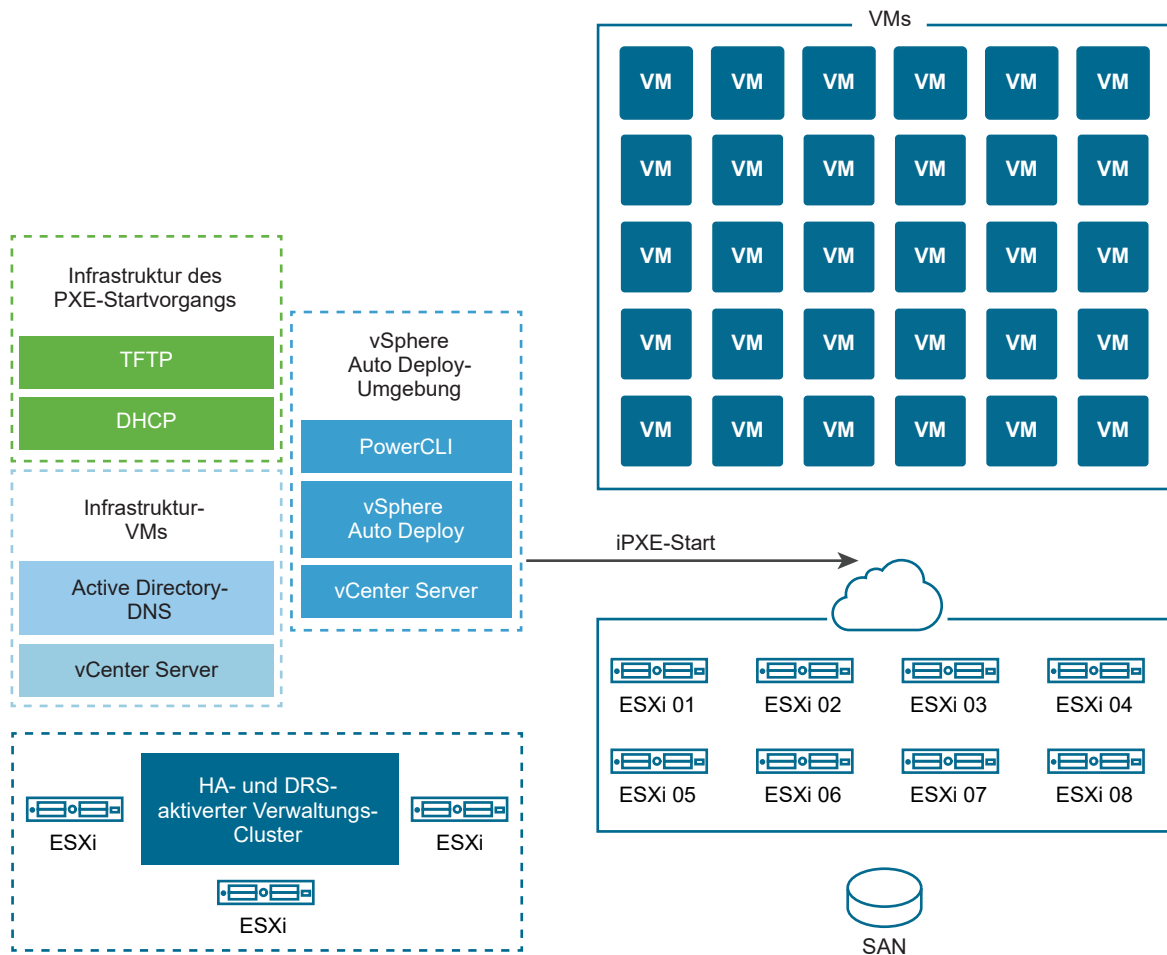 VMs
VM VM VM VM VM VM
VM VM VM VM VM VM
VM VM VM VM VM VM
VM VM VM VM VM VM
VM VM VM VM VM VM
Infrastruktur des
PXE-Startvorgangs
TFTP
DHCP
vSphere
Auto Deploy-
Umgebung
PowerCLI
vSphere
Auto Deploy
vCenter Server
Infrastruktur-
VMs
Active Directory-
DNS
vCenter Server
iPXE-Start
ESXi 01 ESXi 02 ESXi 03 ESXi 04
ESXi 05 ESXi 06 ESXi 07 ESXi 08
HA- und DRS-
aktivierter Verwaltungs-
Cluster
ESXi
ESXi
ESXi
SAN